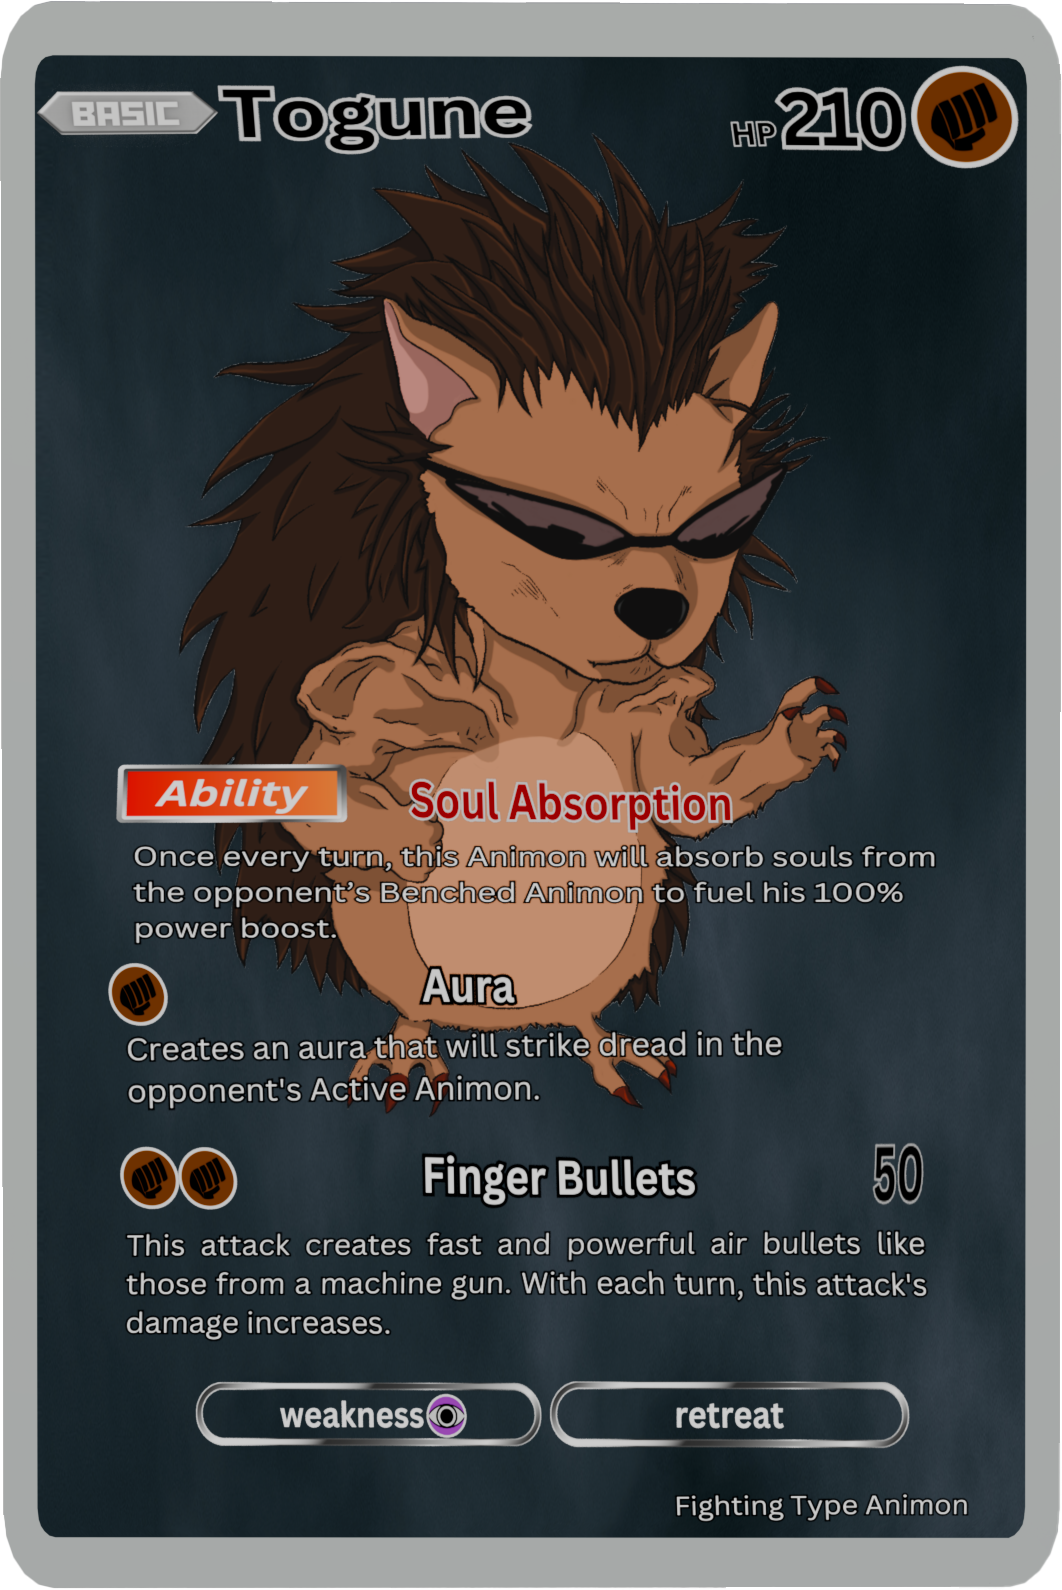 BASIC Togune HP 210
Ability Soul Absorption
Once every turn, this Animon will absorb souls from
the opponent’s Benched Animon to fuel his 100%
power boost.
Aura
Creates an aura that will strike dread in the
opponent's Active Animon.
Finger Bullets 50
This attack creates fast and powerful air bullets like
those from a machine gun. With each turn, this attack's
damage increases.
weakness retreat
Fighting Type Animon